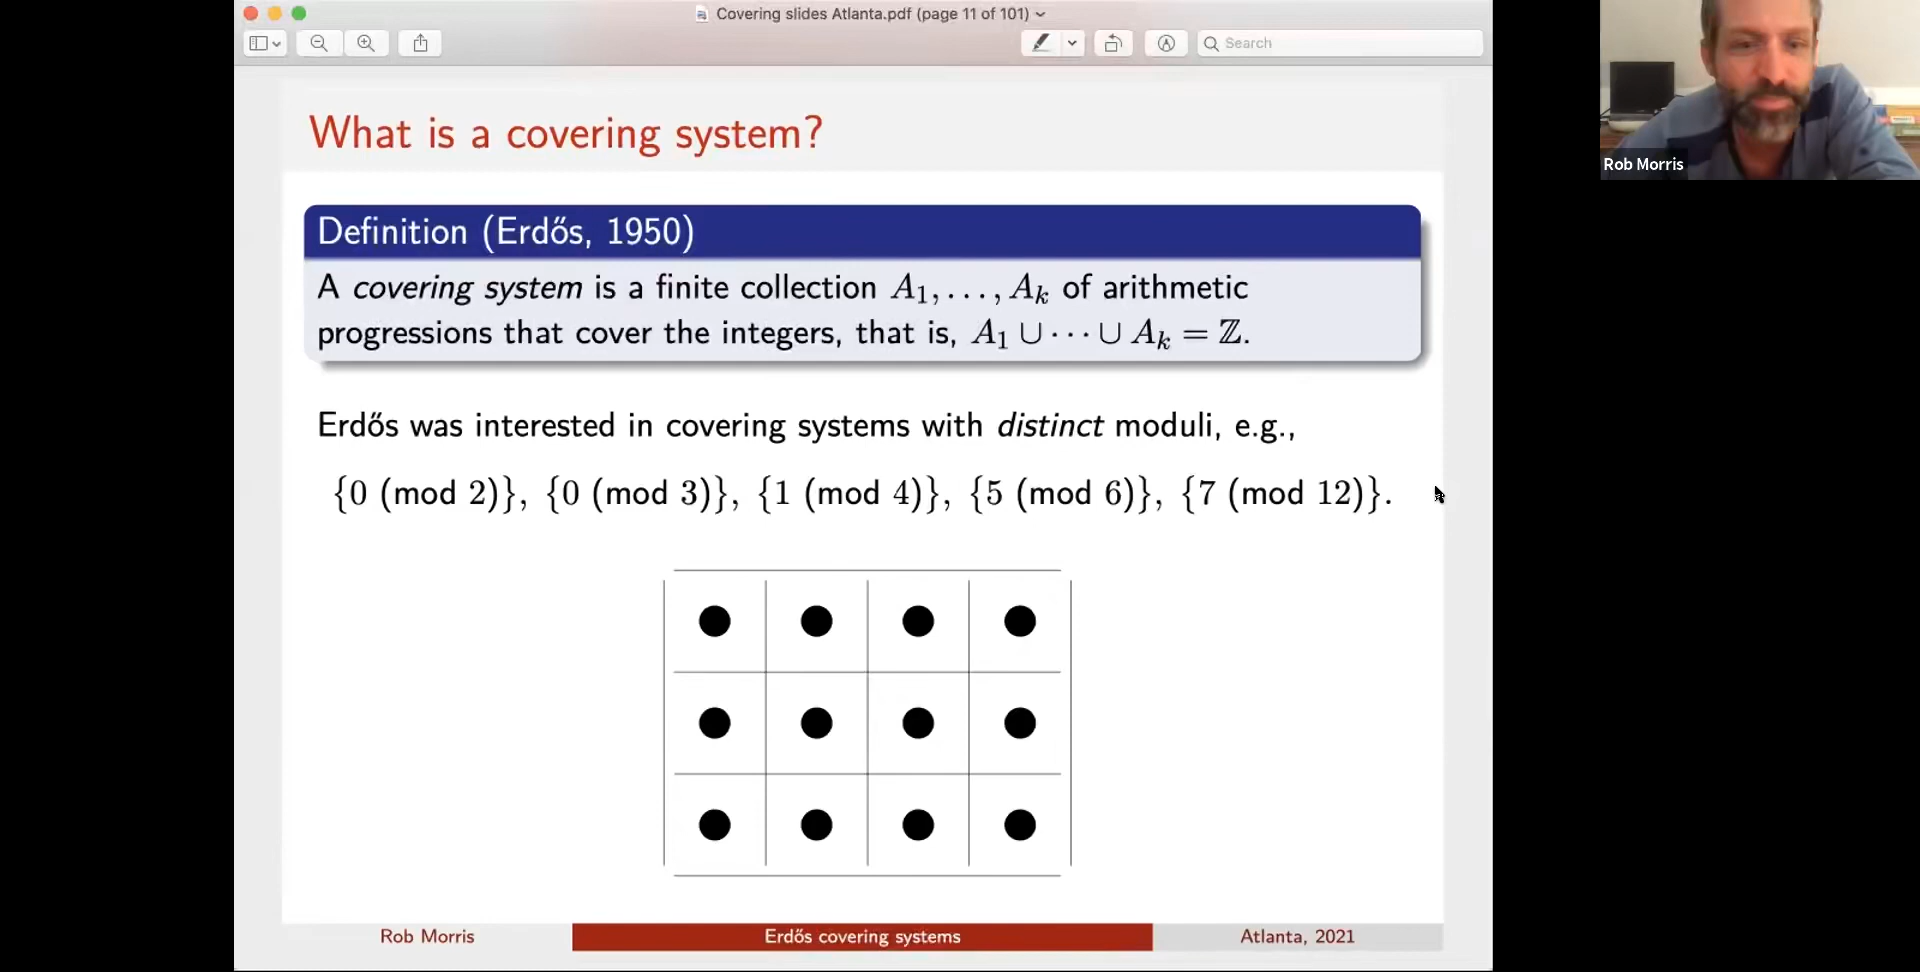 Covering slides Atlanta.pdf (page 11 of 101)
Search
What is a covering system?
Definition (Erdős, 1950)
A covering system is a finite collection A₁, . . . , Aₖ of arithmetic
progressions that cover the integers, that is, A₁ ∪ · · · ∪ Aₖ = ℤ.
Erdős was interested in covering systems with distinct moduli, e.g.,
{0 (mod 2)}, {0 (mod 3)}, {1 (mod 4)}, {5 (mod 6)}, {7 (mod 12)}.
Rob Morris
Erdős covering systems
Atlanta, 2021
Rob Morris